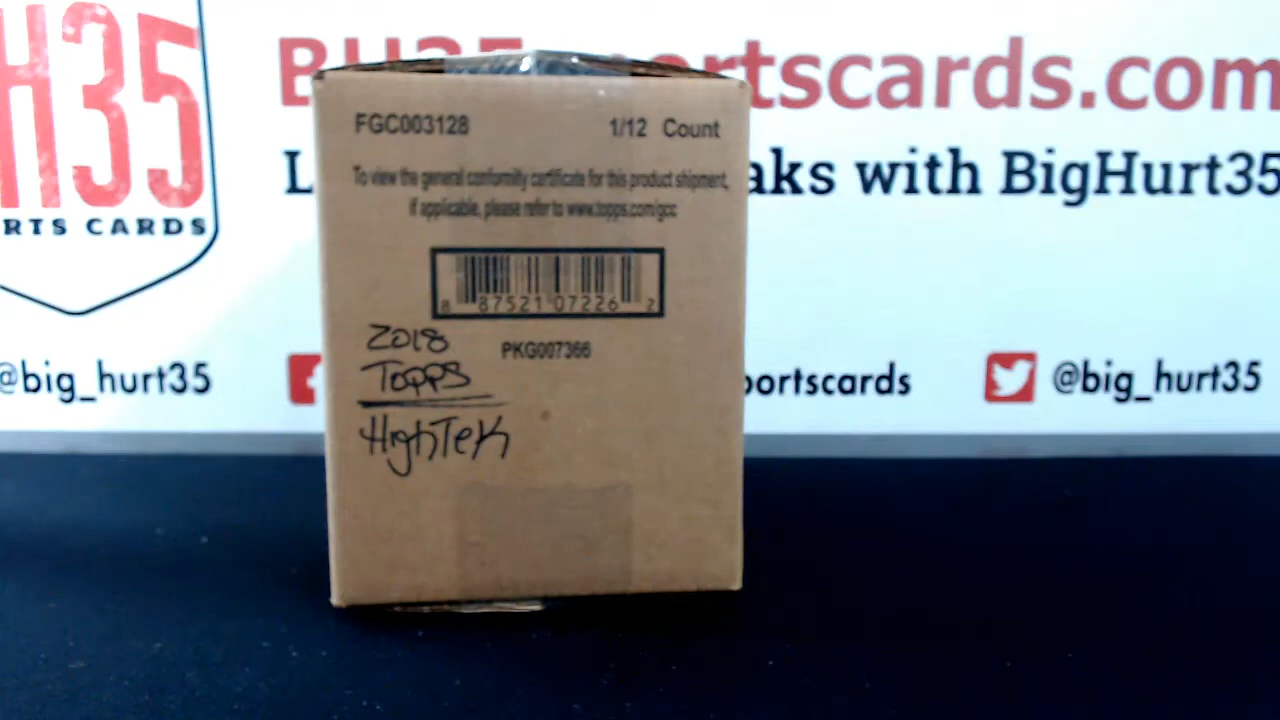 H35
RTS CARDS
BH35 sportscards.com
L aks with BigHurt35
@big_hurt35
portscards
@big_hurt35
FGC003128 1/12 Count
To view the general conformity certificate for this product shipment,
if applicable, please refer to www.topps.com/gcc
8 87521 07226 2
PKG007366
2018
TOPPS
HighTeK